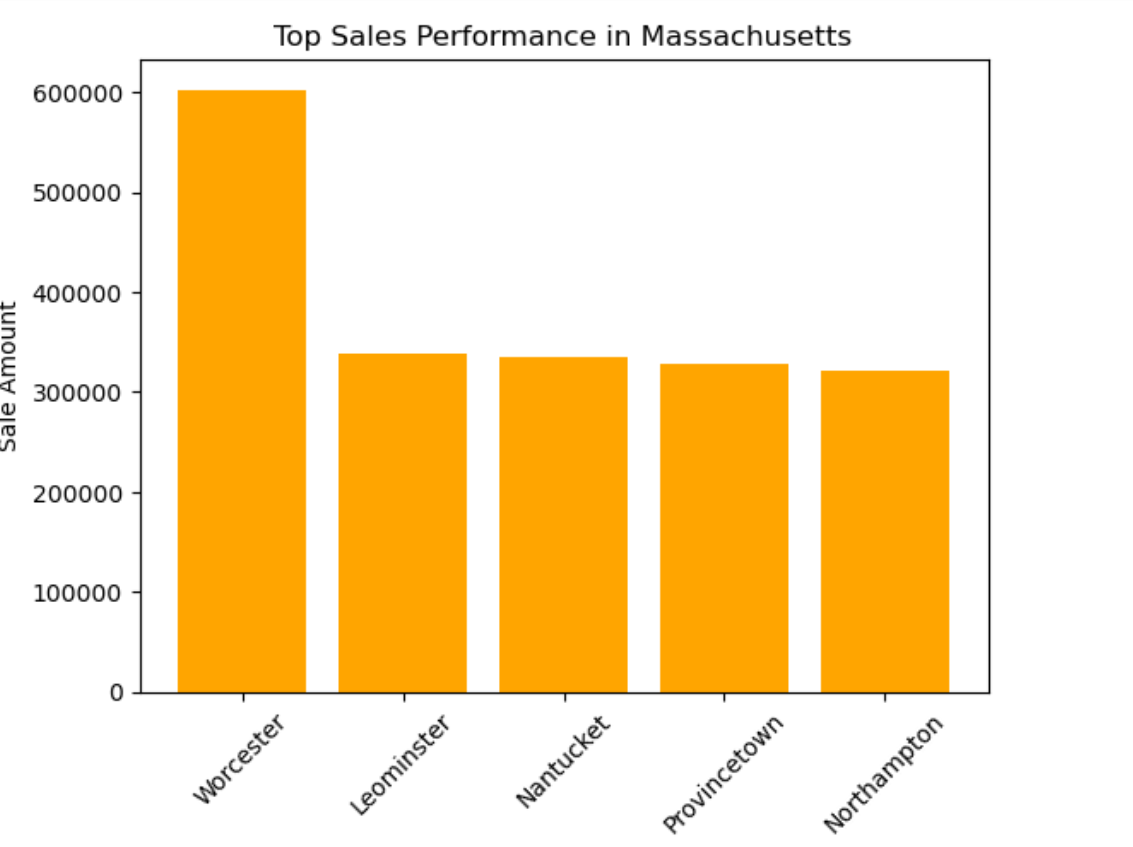 Top Sales Performance in Massachusetts
Sale Amount
600000
500000
400000
300000
200000
100000
0
Worcester
Leominster
Nantucket
Provincetown
Northampton